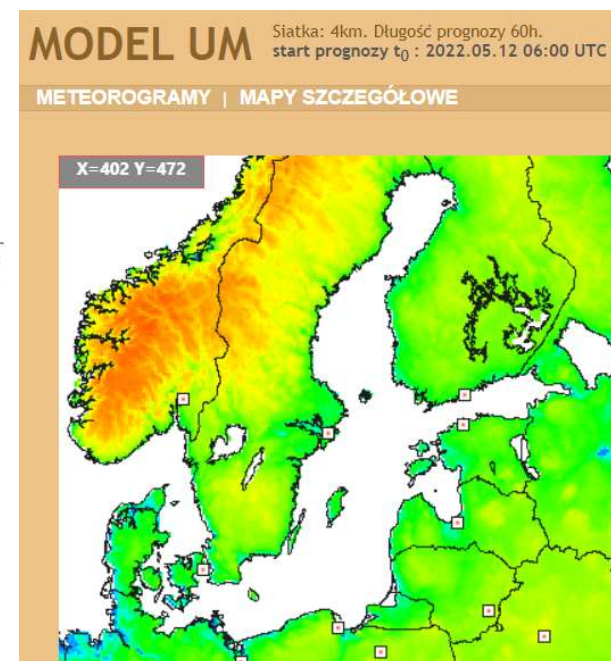 MODEL UM
Siatka: 4km. Długość prognozy 60h.
start prognozy t₀ : 2022.05.12 06:00 UTC
METEOROGRAMY | MAPY SZCZEGÓŁOWE
X=402 Y=472